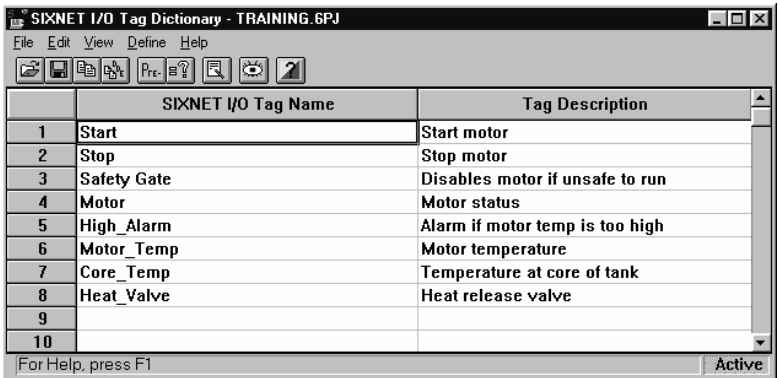 SIXNET I/O Tag Dictionary - TRAINING.6PJ
File Edit View Define Help
PRE-
SIXNET I/O Tag Name Tag Description
1 Start Start motor
2 Stop Stop motor
3 Safety Gate Disables motor if unsafe to run
4 Motor Motor status
5 High_Alarm Alarm if motor temp is too high
6 Motor_Temp Motor temperature
7 Core_Temp Temperature at core of tank
8 Heat_Valve Heat release valve
9
10
For Help, press F1 Active